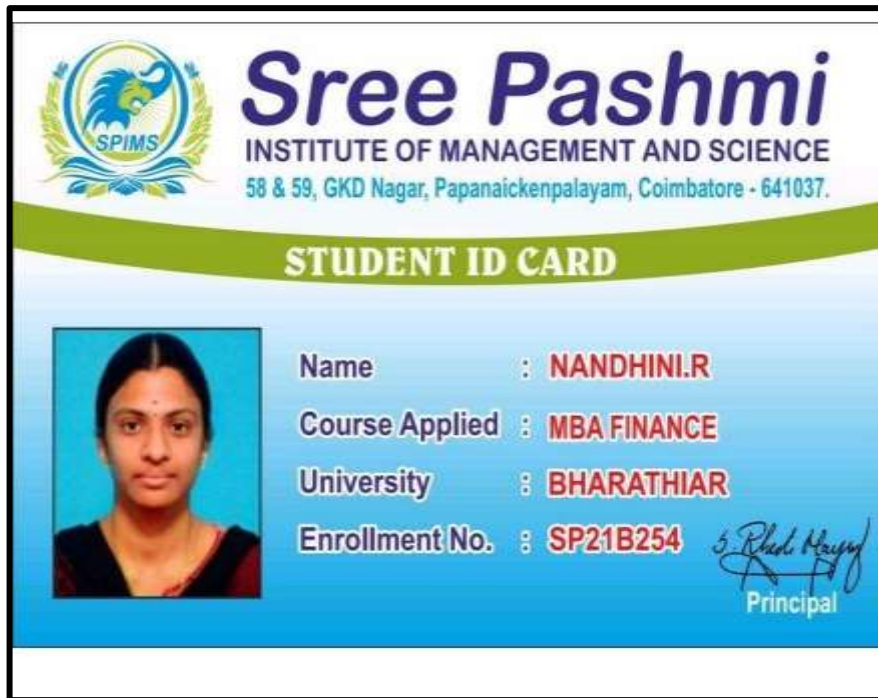 SPIMS
Sree Pashmi
INSTITUTE OF MANAGEMENT AND SCIENCE
58 & 59, GKD Nagar, Papanaickenpalayam, Coimbatore - 641037.
STUDENT ID CARD
Name : NANDHINI.R
Course Applied : MBA FINANCE
University : BHARATHIAR
Enrollment No. : SP21B254
Principal